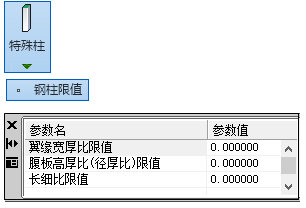 特殊柱
钢柱限值
参数名 参数值
翼缘宽厚比限值 0.000000
腹板高厚比(径厚比)限值 0.000000
长细比限值 0.000000